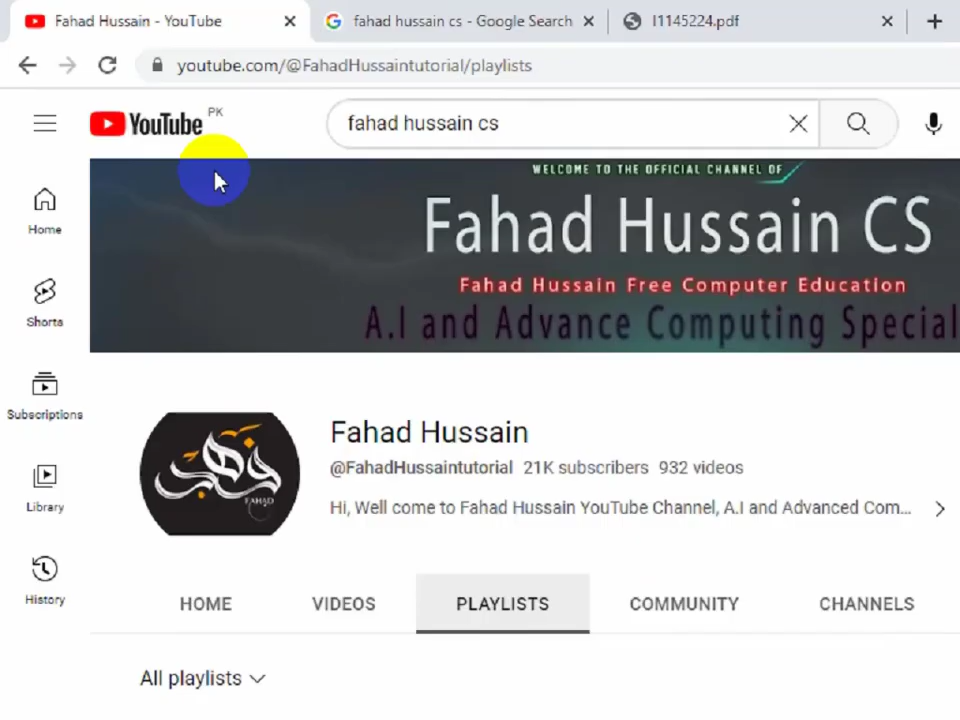 Fahad Hussain - YouTube
fahad hussain cs - Google Search
I1145224.pdf
youtube.com/@FahadHussaintutorial/playlists
YouTube PK
fahad hussain cs
WELCOME TO THE OFFICIAL CHANNEL OF
Fahad Hussain CS
Fahad Hussain Free Computer Education
A.I and Advance Computing Special
Home
Shorts
Subscriptions
Library
History
فهد
FAHAD
Fahad Hussain
@FahadHussaintutorial 21K subscribers 932 videos
Hi, Well come to Fahad Hussain YouTube Channel, A.I and Advanced Com...
HOME
VIDEOS
PLAYLISTS
COMMUNITY
CHANNELS
All playlists